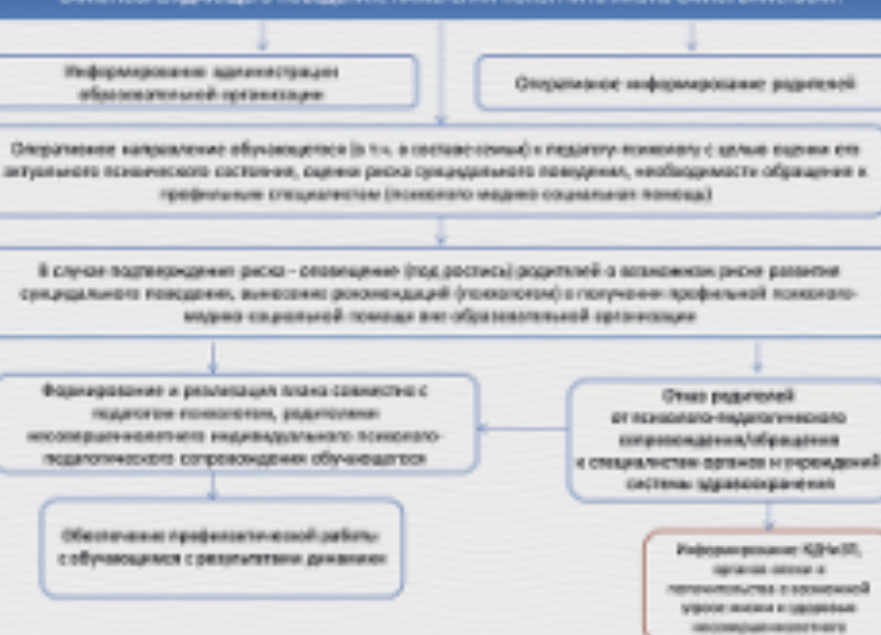 Информирование администрации
образовательной организации
Оперативное информирование родителей
Оперативное направление обучающегося (в т.ч. в составе семьи) к педагогу-психологу с целью оценки его
актуального психического состояния, оценки риска суицидального поведения, необходимости обращения к
профильным специалистам (психолого-медико-социальная помощь)
В случае подтверждения риска - оповещение (под роспись) родителей о возможном риске развития
суицидального поведения, вынесение рекомендаций (психологом) о получении профильной психолого-
медико-социальной помощи вне образовательной организации
Формирование и реализация плана совместно с
педагогом психологом, родителями
несовершеннолетнего индивидуального психолого-
педагогического сопровождения обучающегося
Отказ родителей
от психолого-педагогического
сопровождения/обращения
к специалистам органов и учреждений
системы здравоохранения
Обеспечение профилактической работы
с обучающимся с результатами динамики
Информирование КДНиЗП,
органов опеки и
попечительства о возможной
угрозе жизни и здоровью
несовершеннолетнего